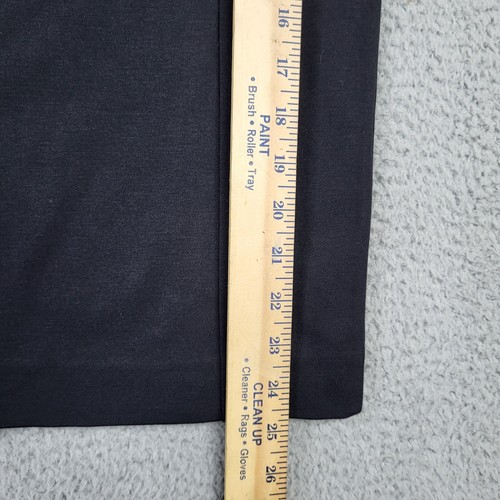 16
17
18
19
20
21
22
23
24
25
26
PAINT
• Brush • Roller • Tray
CLEAN UP
• Cleaner • Rags • Gloves